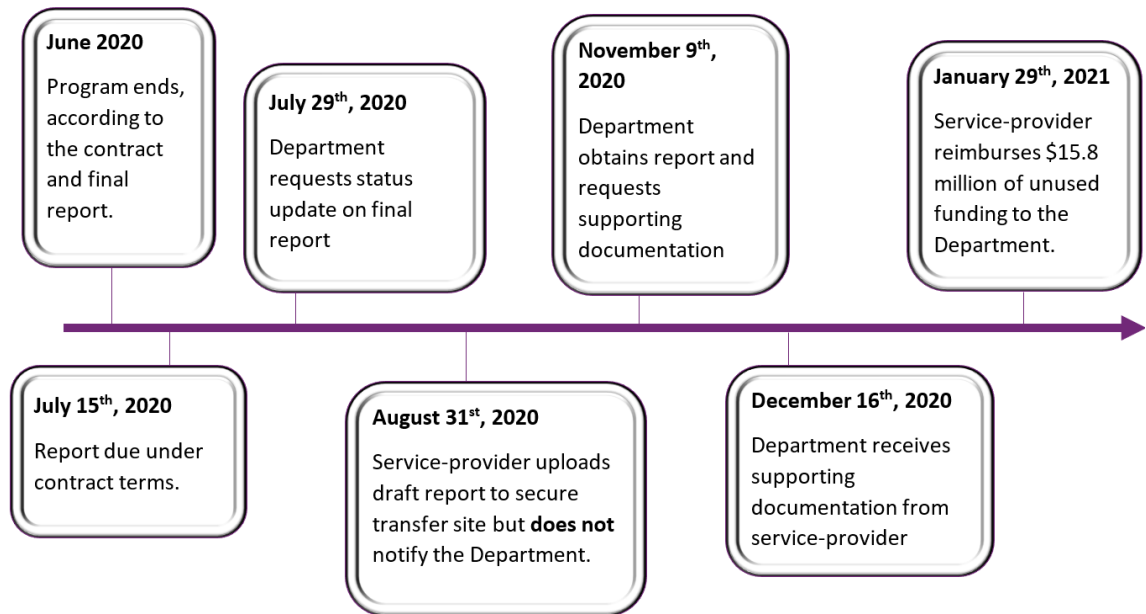 June 2020
Program ends,
according to
the contract
and final
report.
July 15th, 2020
Report due under
contract terms.
July 29th, 2020
Department
requests status
update on final
report
August 31st, 2020
Service-provider uploads
draft report to secure
transfer site but does not
notify the Department.
November 9th,
2020
Department
obtains report and
requests
supporting
documentation
December 16th, 2020
Department receives
supporting
documentation from
service-provider
January 29th, 2021
Service-provider
reimburses $15.8
million of unused
funding to the
Department.